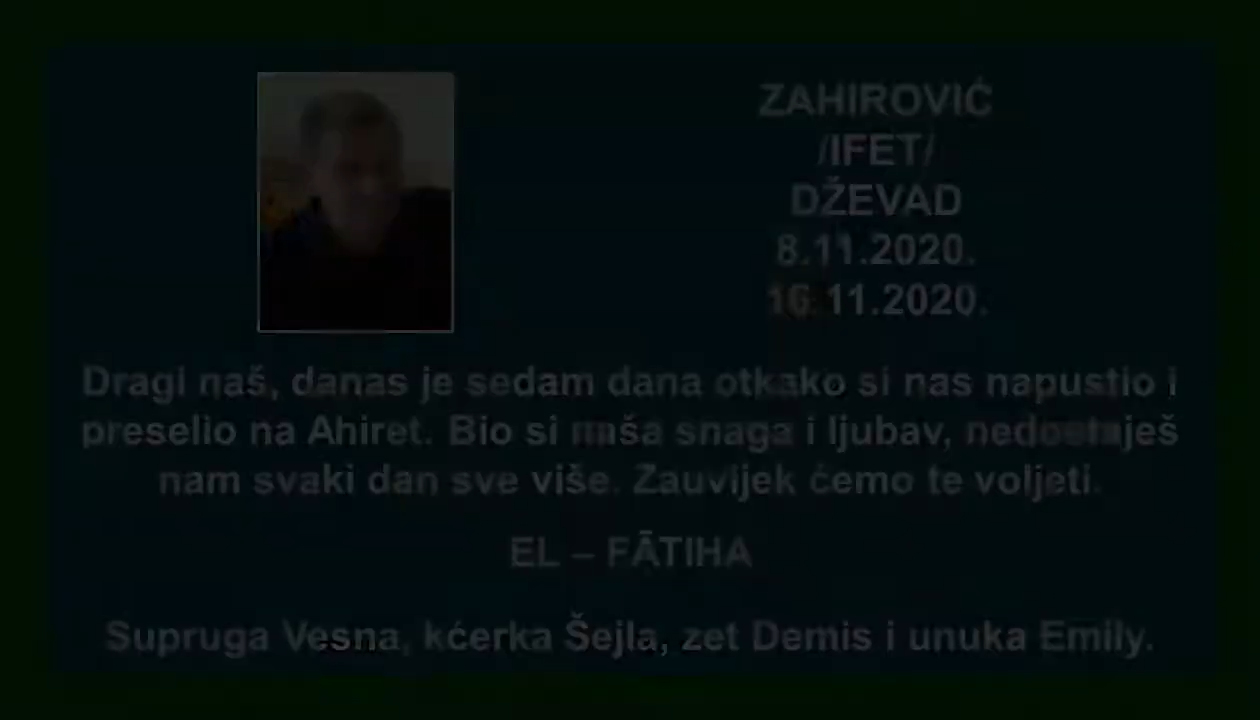 ZAHIROVIĆ
/IFET/
DŽEVAD
8.11.2020.
16.11.2020.
Dragi naš, danas je sedam dana otkako si nas napustio i
preselio na Ahiret. Bio si naša snaga i ljubav, nedostaješ
nam svaki dan sve više. Zauvijek ćemo te voljeti.
EL – FĀTIHA
Supruga Vesna, kćerka Šejla, zet Demis i unuka Emily.